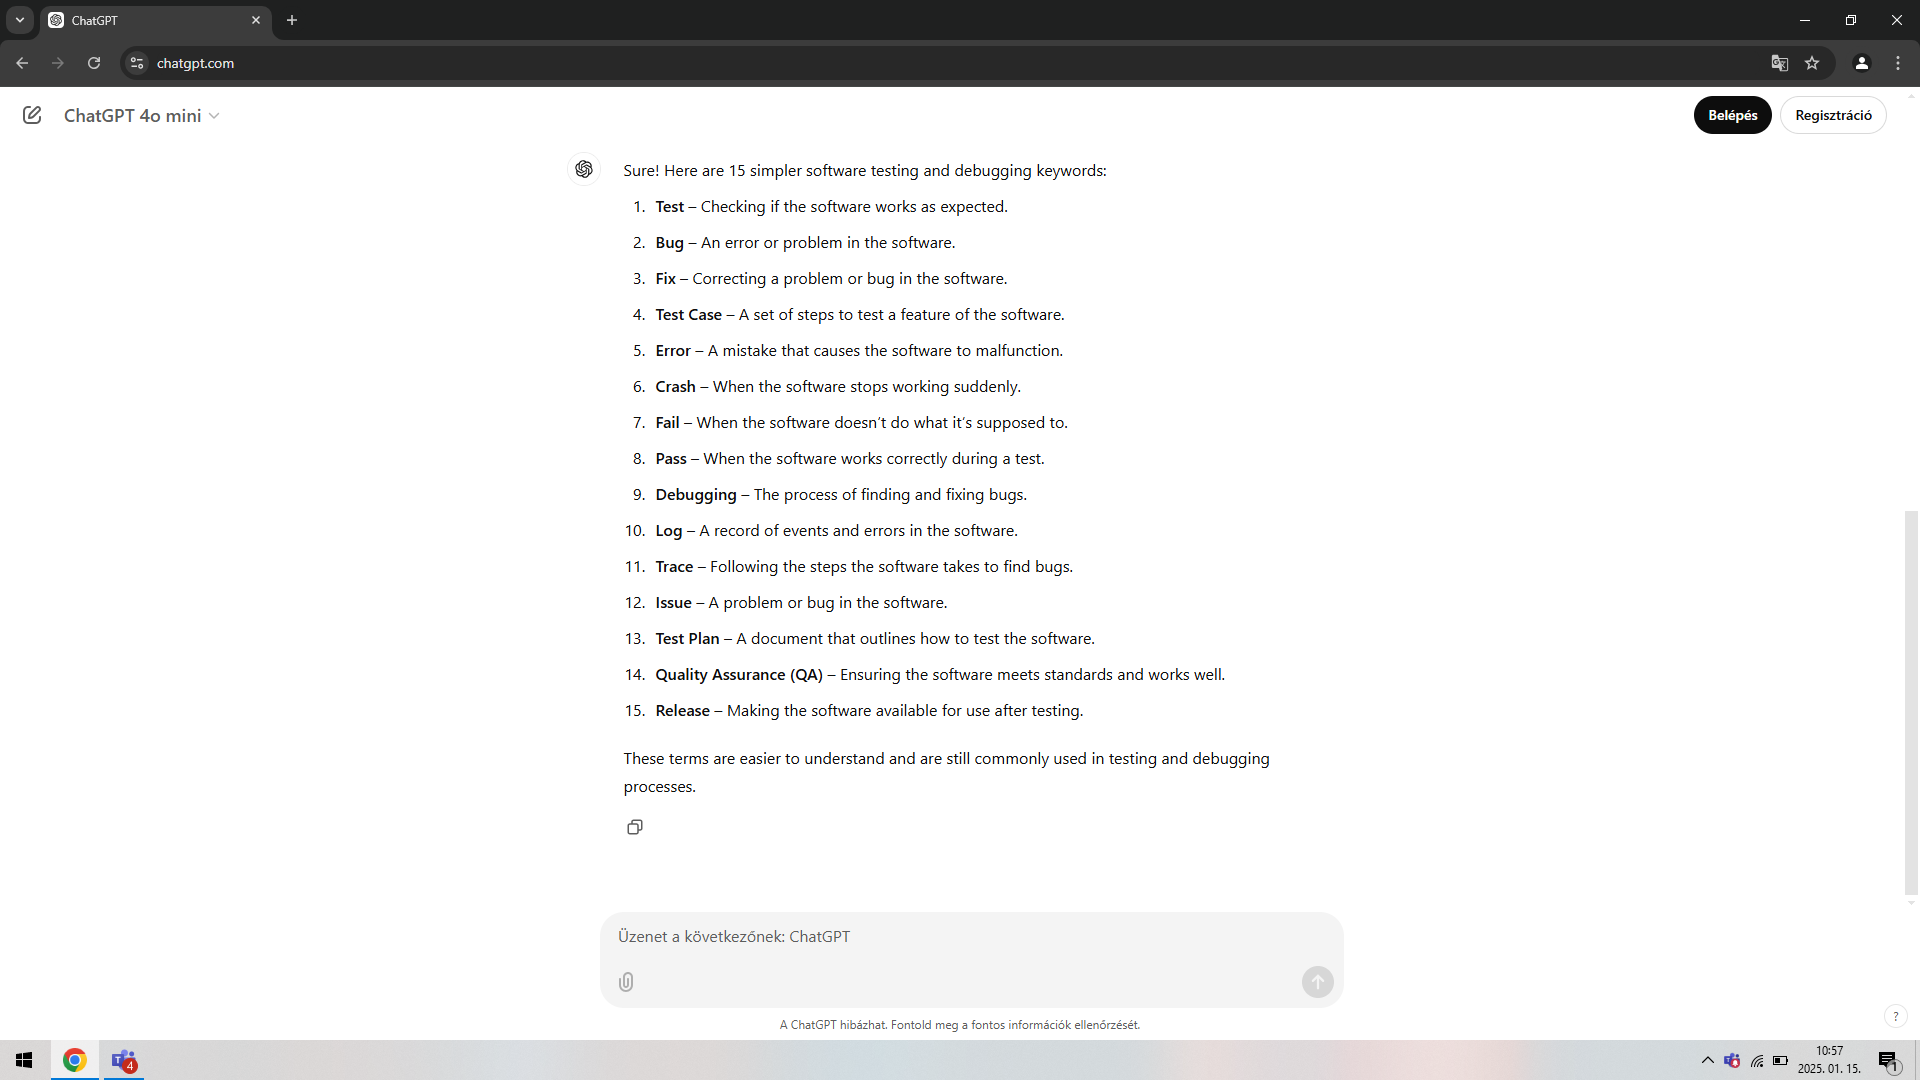 ChatGPT
chatgpt.com
ChatGPT 4o mini
Belépés
Regisztráció
Sure! Here are 15 simpler software testing and debugging keywords:
1. Test – Checking if the software works as expected.
2. Bug – An error or problem in the software.
3. Fix – Correcting a problem or bug in the software.
4. Test Case – A set of steps to test a feature of the software.
5. Error – A mistake that causes the software to malfunction.
6. Crash – When the software stops working suddenly.
7. Fail – When the software doesn't do what it's supposed to.
8. Pass – When the software works correctly during a test.
9. Debugging – The process of finding and fixing bugs.
10. Log – A record of events and errors in the software.
11. Trace – Following the steps the software takes to find bugs.
12. Issue – A problem or bug in the software.
13. Test Plan – A document that outlines how to test the software.
14. Quality Assurance (QA) – Ensuring the software meets standards and works well.
15. Release – Making the software available for use after testing.
These terms are easier to understand and are still commonly used in testing and debugging
processes.
Üzenet a következőnek: ChatGPT
A ChatGPT hibázhat. Fontold meg a fontos információk ellenőrzését.
?
4
10:57
2025. 01. 15.
1